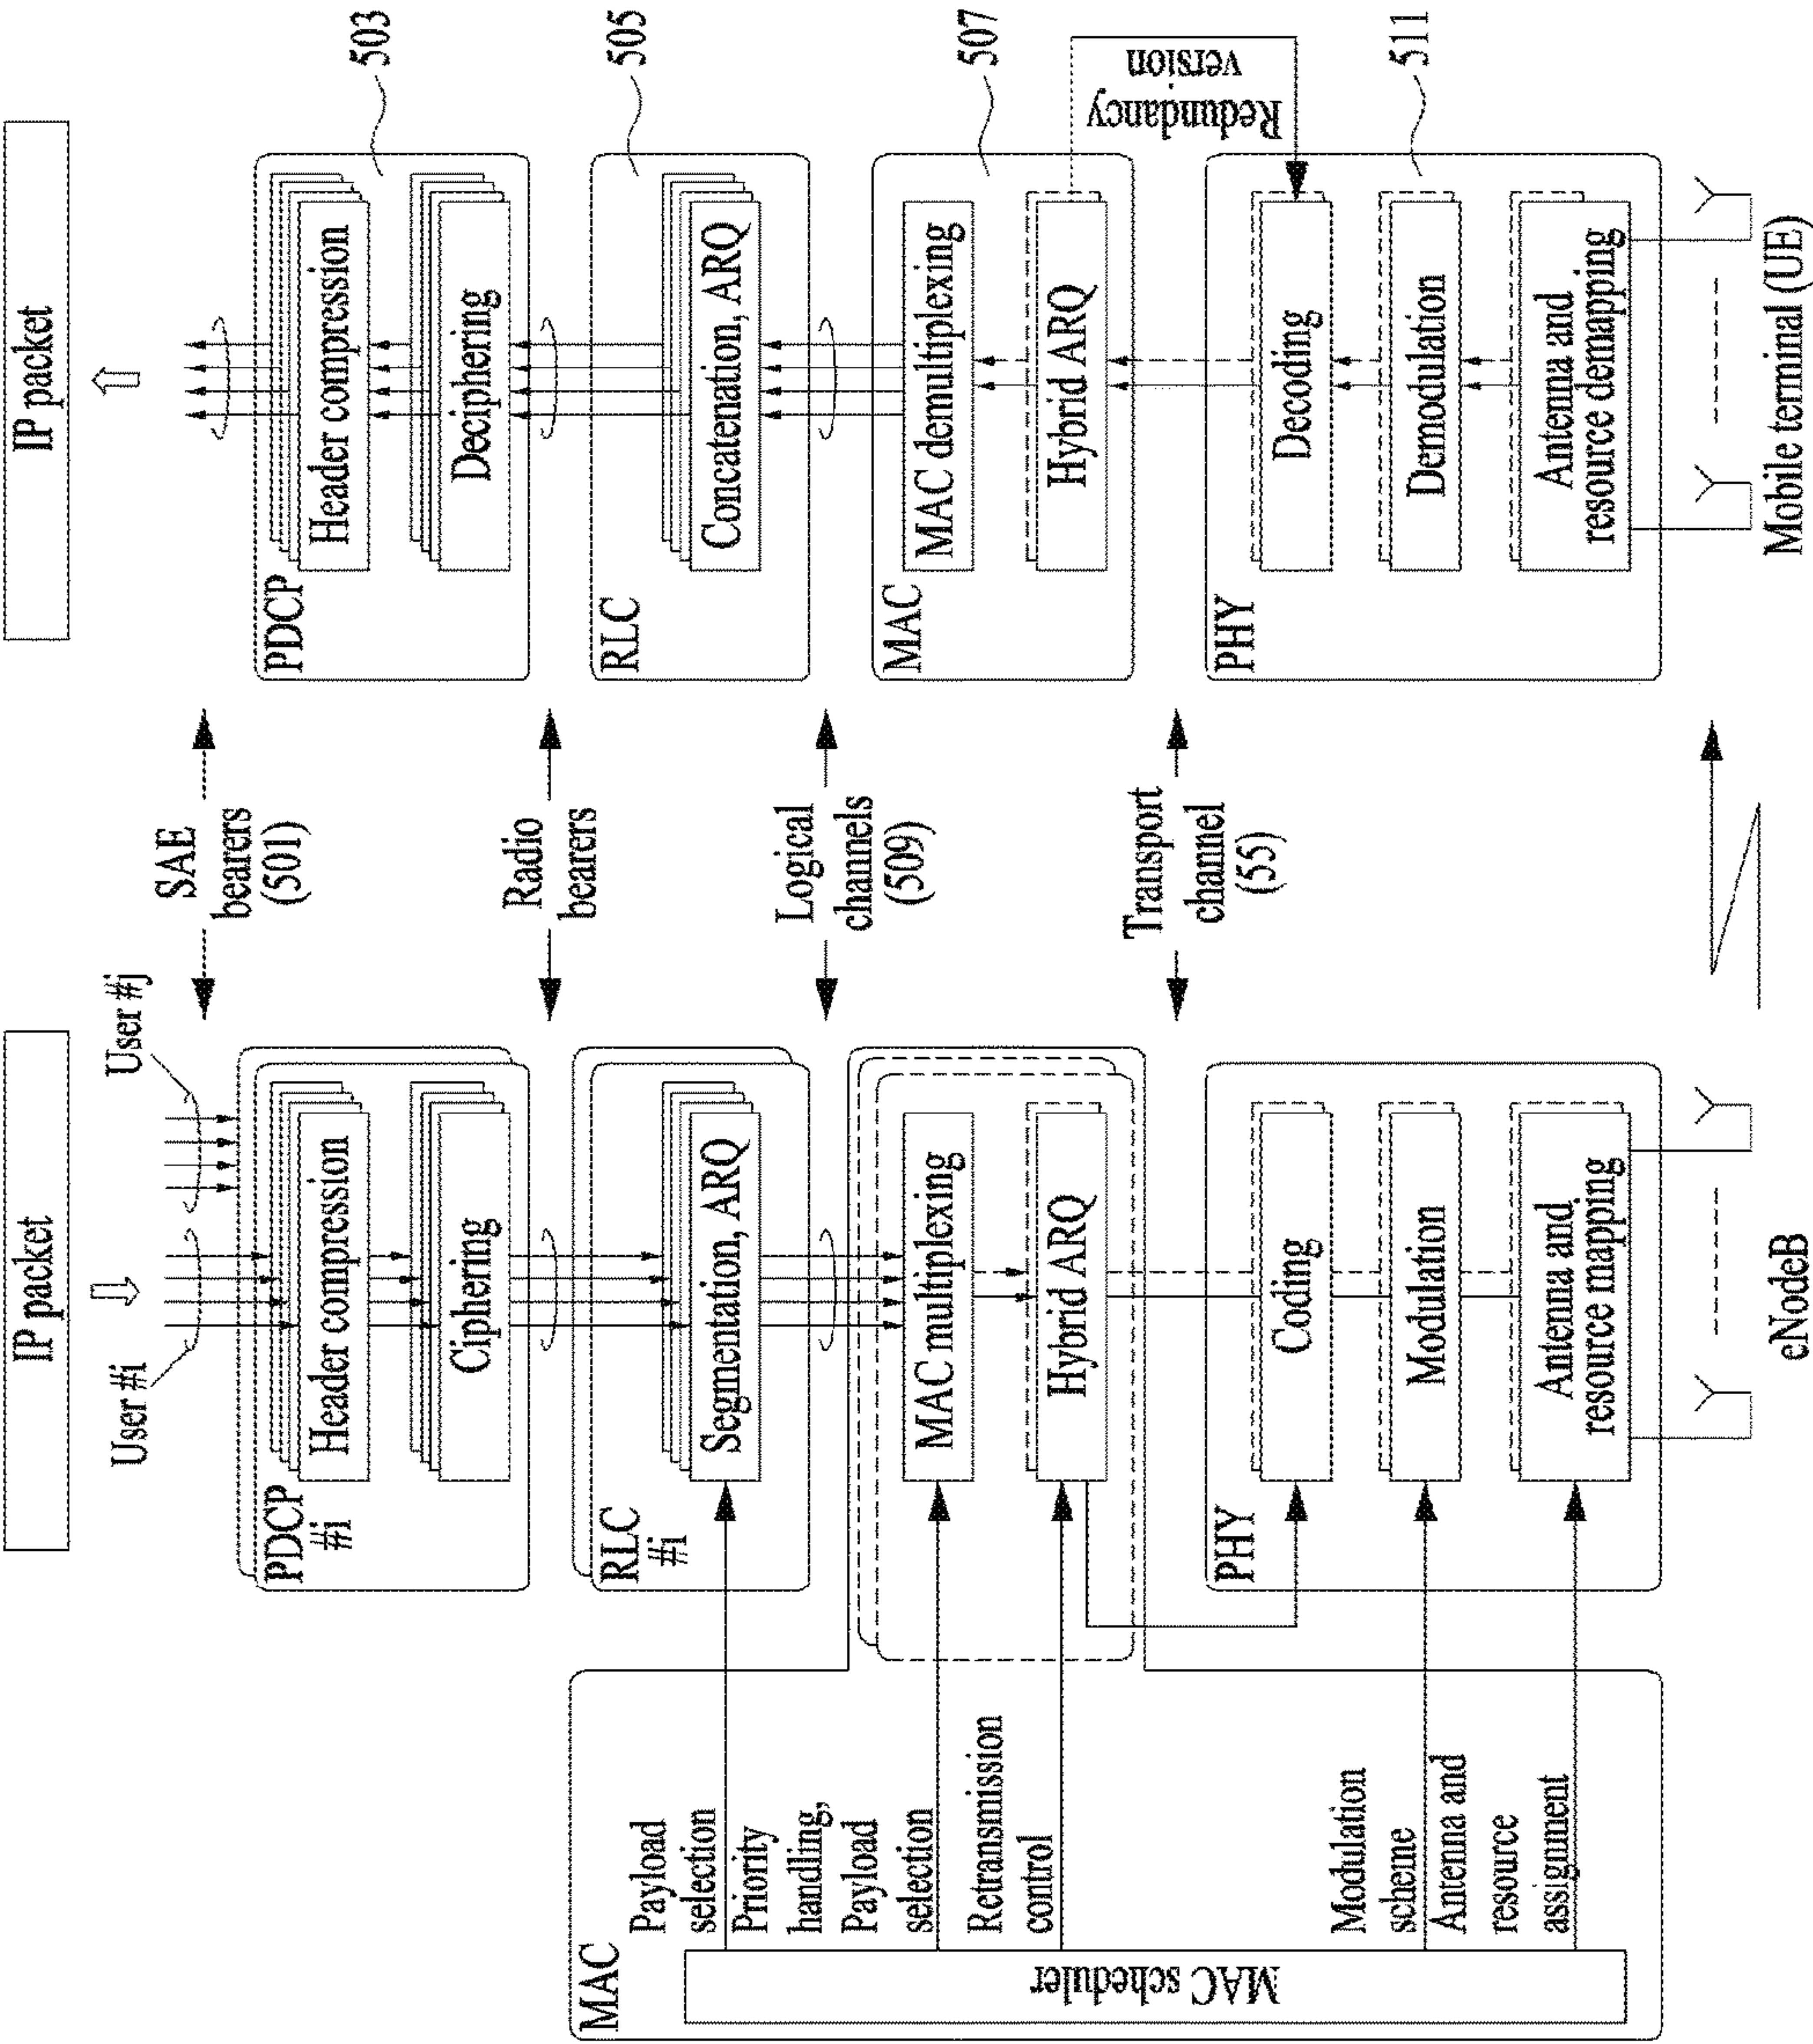 IP packet
IP packet
User #i
User #j
SAE
bearers
(501)
PDCP
#i
Header compression
Ciphering
PDCP
Header compression
Deciphering
503
Radio
bearers
MAC
MAC scheduler
Payload
selection
Priority
handling,
Payload
selection
Retransmission
control
Modulation
scheme
Antenna and
resource
assignment
RLC
#i
Segmentation, ARQ
RLC
Concatenation, ARQ
505
Logical
channels
(509)
MAC multiplexing
Hybrid ARQ
MAC
MAC demultiplexing
Hybrid ARQ
507
Redundancy
version
Transport
channel
(55)
PHY
Coding
Modulation
Antenna and
resource mapping
PHY
Decoding
Demodulation
Antenna and
resource demapping
511
eNodeB
Mobile terminal (UE)